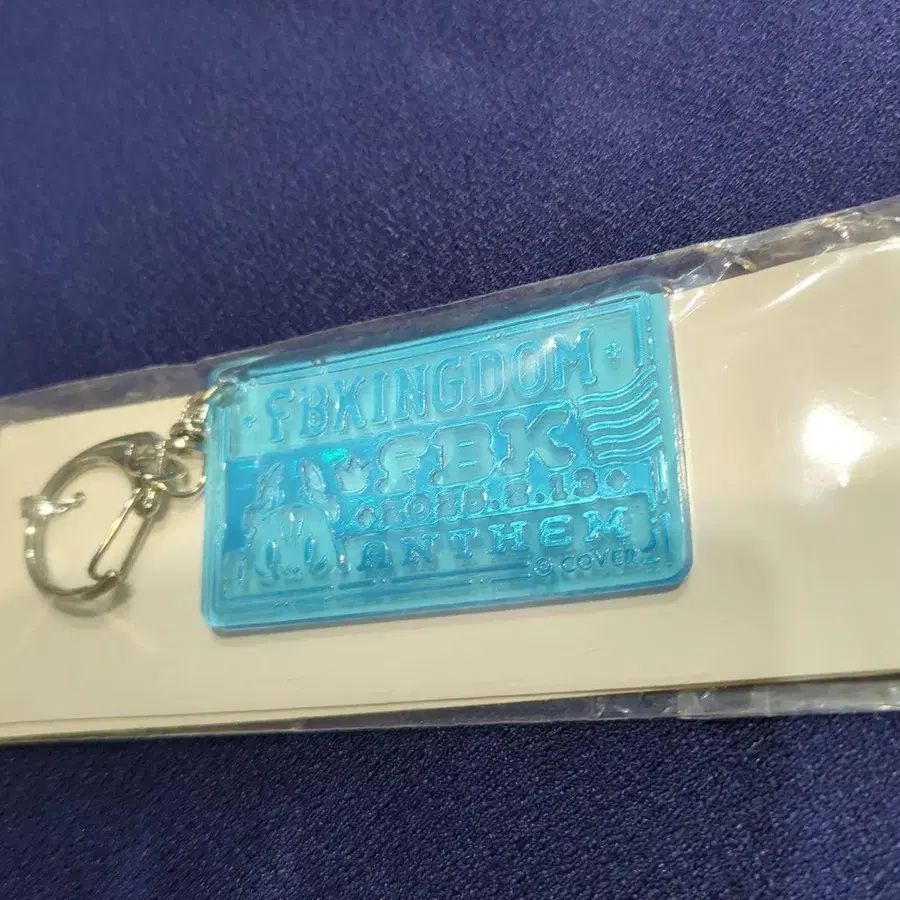 FBKINGDOM
FBK
2025.2.13
ANTHEM
© COVER